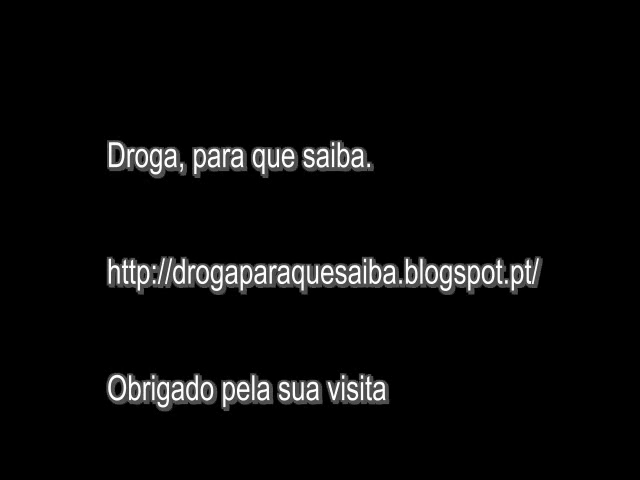 Droga, para que saiba.
http://drogaparaquesaiba.blogspot.pt/
Obrigado pela sua visita